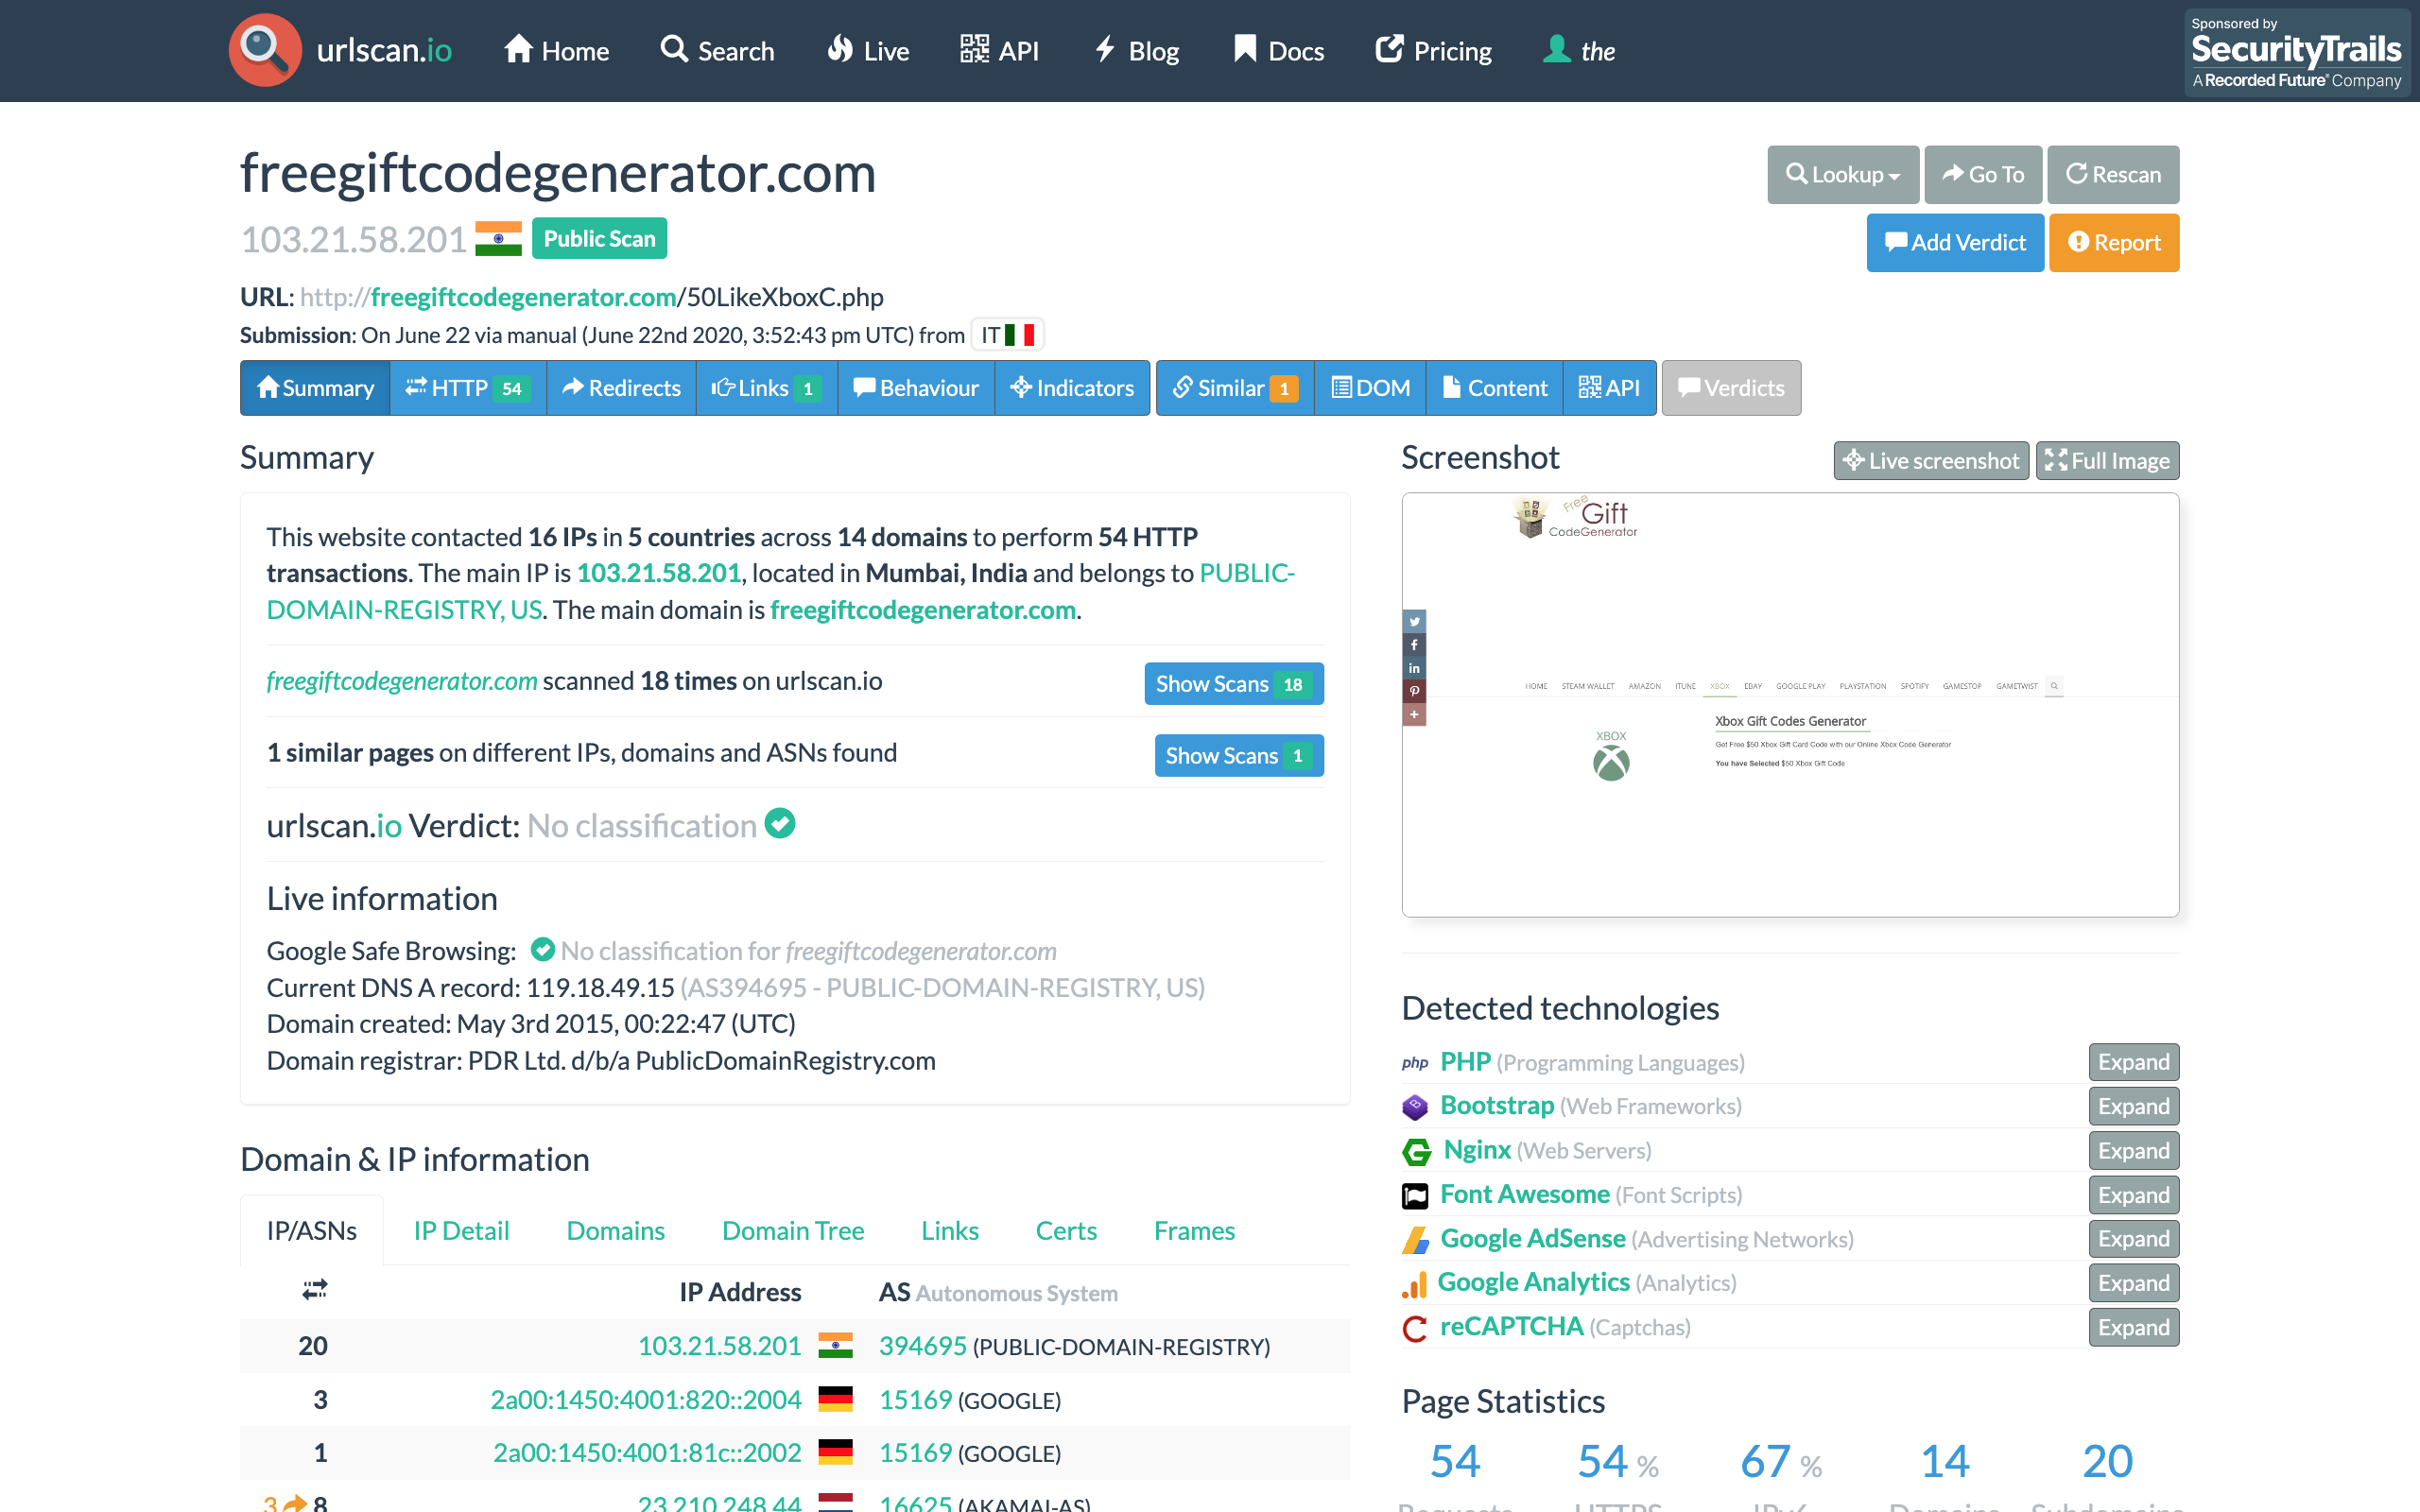 urlscan.io
Home
Search
Live
API
Blog
Docs
Pricing
the
Sponsored by
SecurityTrails
A Recorded Future® Company
freegiftcodegenerator.com
Lookup
Go To
Rescan
103.21.58.201 Public Scan
Add Verdict
Report
URL: http://freegiftcodegenerator.com/50LikeXboxC.php
Submission: On June 22 via manual (June 22nd 2020, 3:52:43 pm UTC) from IT
Summary
HTTP 54
Redirects
Links 1
Behaviour
Indicators
Similar 1
DOM
Content
API
Verdicts
Summary
This website contacted 16 IPs in 5 countries across 14 domains to perform 54 HTTP
transactions. The main IP is 103.21.58.201, located in Mumbai, India and belongs to PUBLIC-
DOMAIN-REGISTRY, US. The main domain is freegiftcodegenerator.com.
freegiftcodegenerator.com scanned 18 times on urlscan.io
Show Scans 18
1 similar pages on different IPs, domains and ASNs found
Show Scans 1
urlscan.io Verdict: No classification
Live information
Google Safe Browsing: No classification for freegiftcodegenerator.com
Current DNS A record: 119.18.49.15 (AS394695 - PUBLIC-DOMAIN-REGISTRY, US)
Domain created: May 3rd 2015, 00:22:47 (UTC)
Domain registrar: PDR Ltd. d/b/a PublicDomainRegistry.com
Domain & IP information
IP/ASNs
IP Detail
Domains
Domain Tree
Links
Certs
Frames
IP Address
AS Autonomous System
20 103.21.58.201 394695 (PUBLIC-DOMAIN-REGISTRY)
3 2a00:1450:4001:820::2004 15169 (GOOGLE)
1 2a00:1450:4001:81c::2002 15169 (GOOGLE)
3 8 23.210.248.44 16625 (AKAMAI-AS)
Screenshot
Live screenshot
Full Image
Free
Gift
CodeGenerator
HOME STEAM WALLET AMAZON ITUNE XBOX EBAY GOOGLE PLAY PLAYSTATION SPOTIFY GAMESTOP GAMETWIST
XBOX
Xbox Gift Codes Generator
Get Free $50 Xbox Gift Card Code with our Online Xbox Code Generator
You have Selected $50 Xbox Gift Code
Detected technologies
php PHP (Programming Languages) Expand
Bootstrap (Web Frameworks) Expand
Nginx (Web Servers) Expand
Font Awesome (Font Scripts) Expand
Google AdSense (Advertising Networks) Expand
Google Analytics (Analytics) Expand
reCAPTCHA (Captchas) Expand
Page Statistics
54 54 % 67 % 14 20
Requests HTTPS IPv6 Domains Subdomains